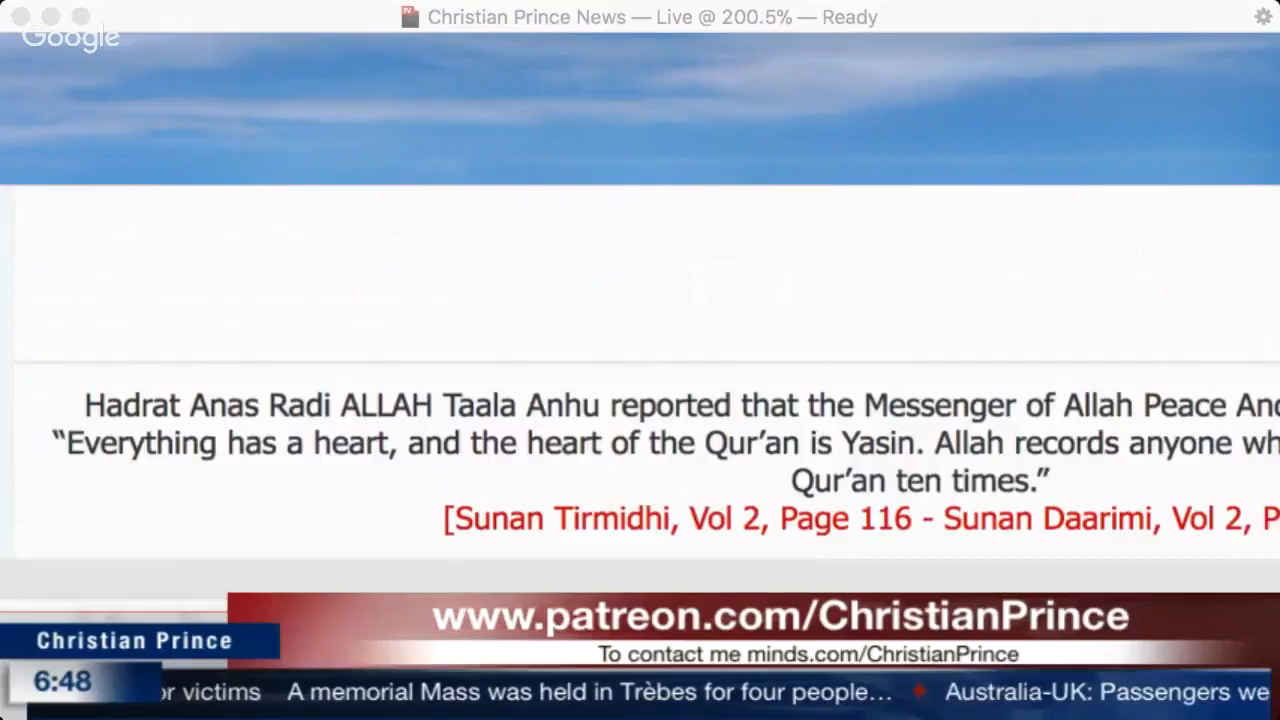 Christian Prince News — Live @ 200.5% — Ready
Google
Hadrat Anas Radi ALLAH Taala Anhu reported that the Messenger of Allah Peace And
“Everything has a heart, and the heart of the Qur’an is Yasin. Allah records anyone wh
Qur’an ten times.”
[Sunan Tirmidhi, Vol 2, Page 116 - Sunan Daarimi, Vol 2, P
www.patreon.com/ChristianPrince
Christian Prince
To contact me minds.com/ChristianPrince
6:48
or victims A memorial Mass was held in Trèbes for four people... Australia-UK: Passengers we